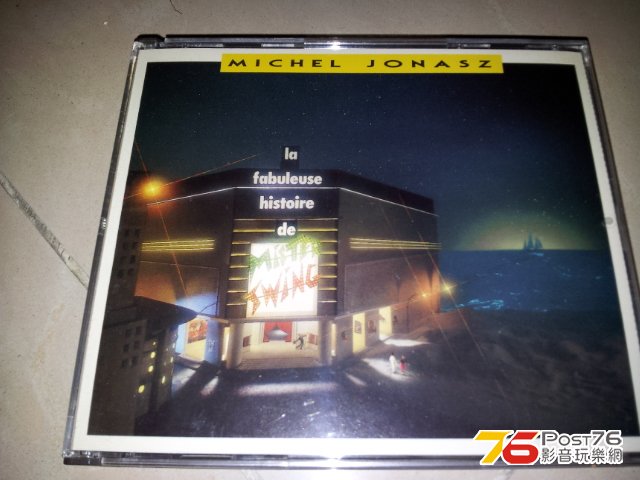 MICHEL JONASZ
la
fabuleuse
histoire
de
MISTER
SWING
76 POST76
影音玩樂網